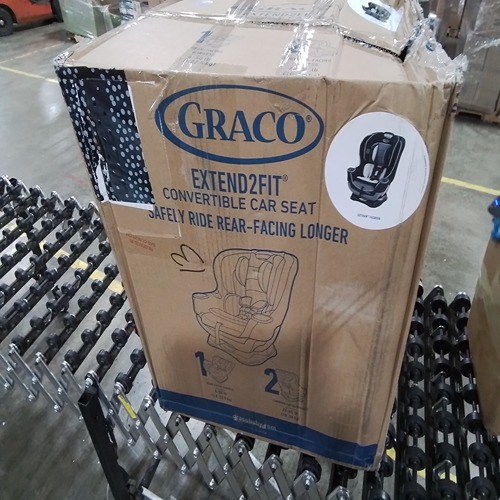 GRACO®
EXTEND2FIT®
CONVERTIBLE CAR SEAT
SAFELY RIDE REAR-FACING LONGER
1
2